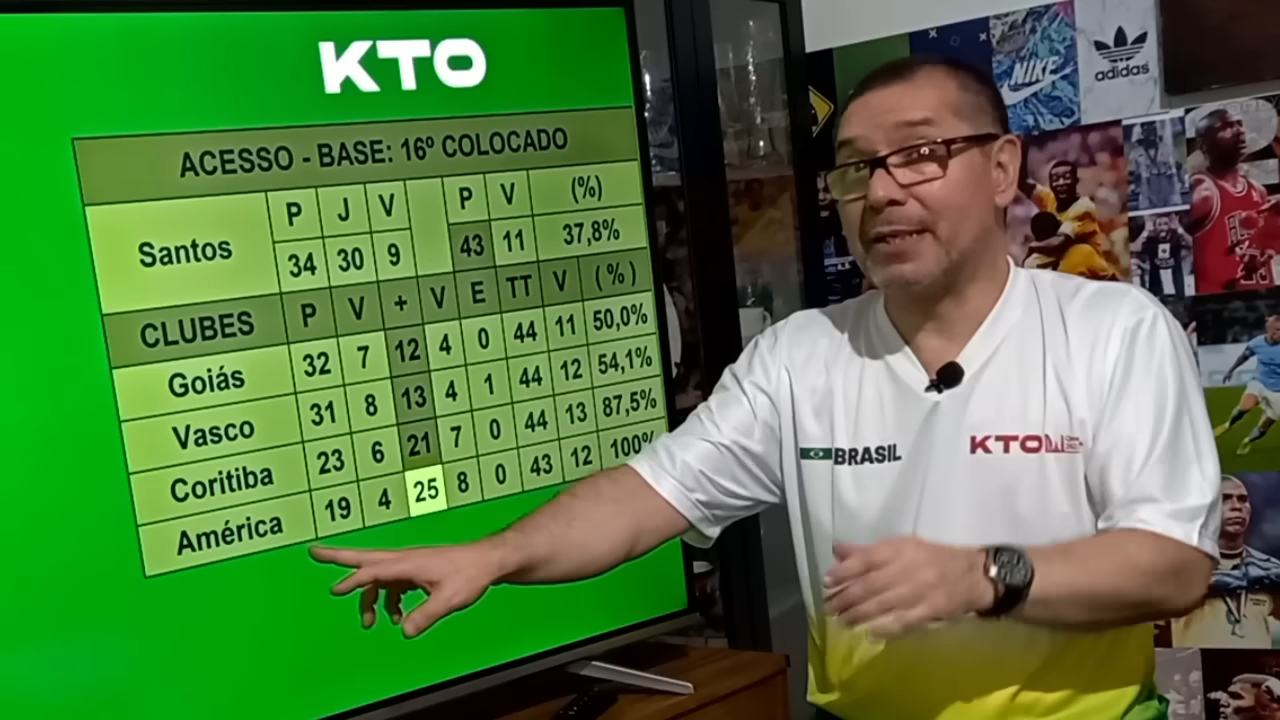 KTO
ACESSO - BASE: 16º COLOCADO
Santos P J V P V (%)
34 30 9 43 11 37,8%
CLUBES P V + V E TT V (%)
Goiás 32 7 12 4 0 44 11 50,0%
Vasco 31 8 13 4 1 44 12 54,1%
Coritiba 23 6 21 7 0 44 13 87,5%
América 19 4 25 8 0 43 12 100%
NIKE
adidas
BRASIL
KTO